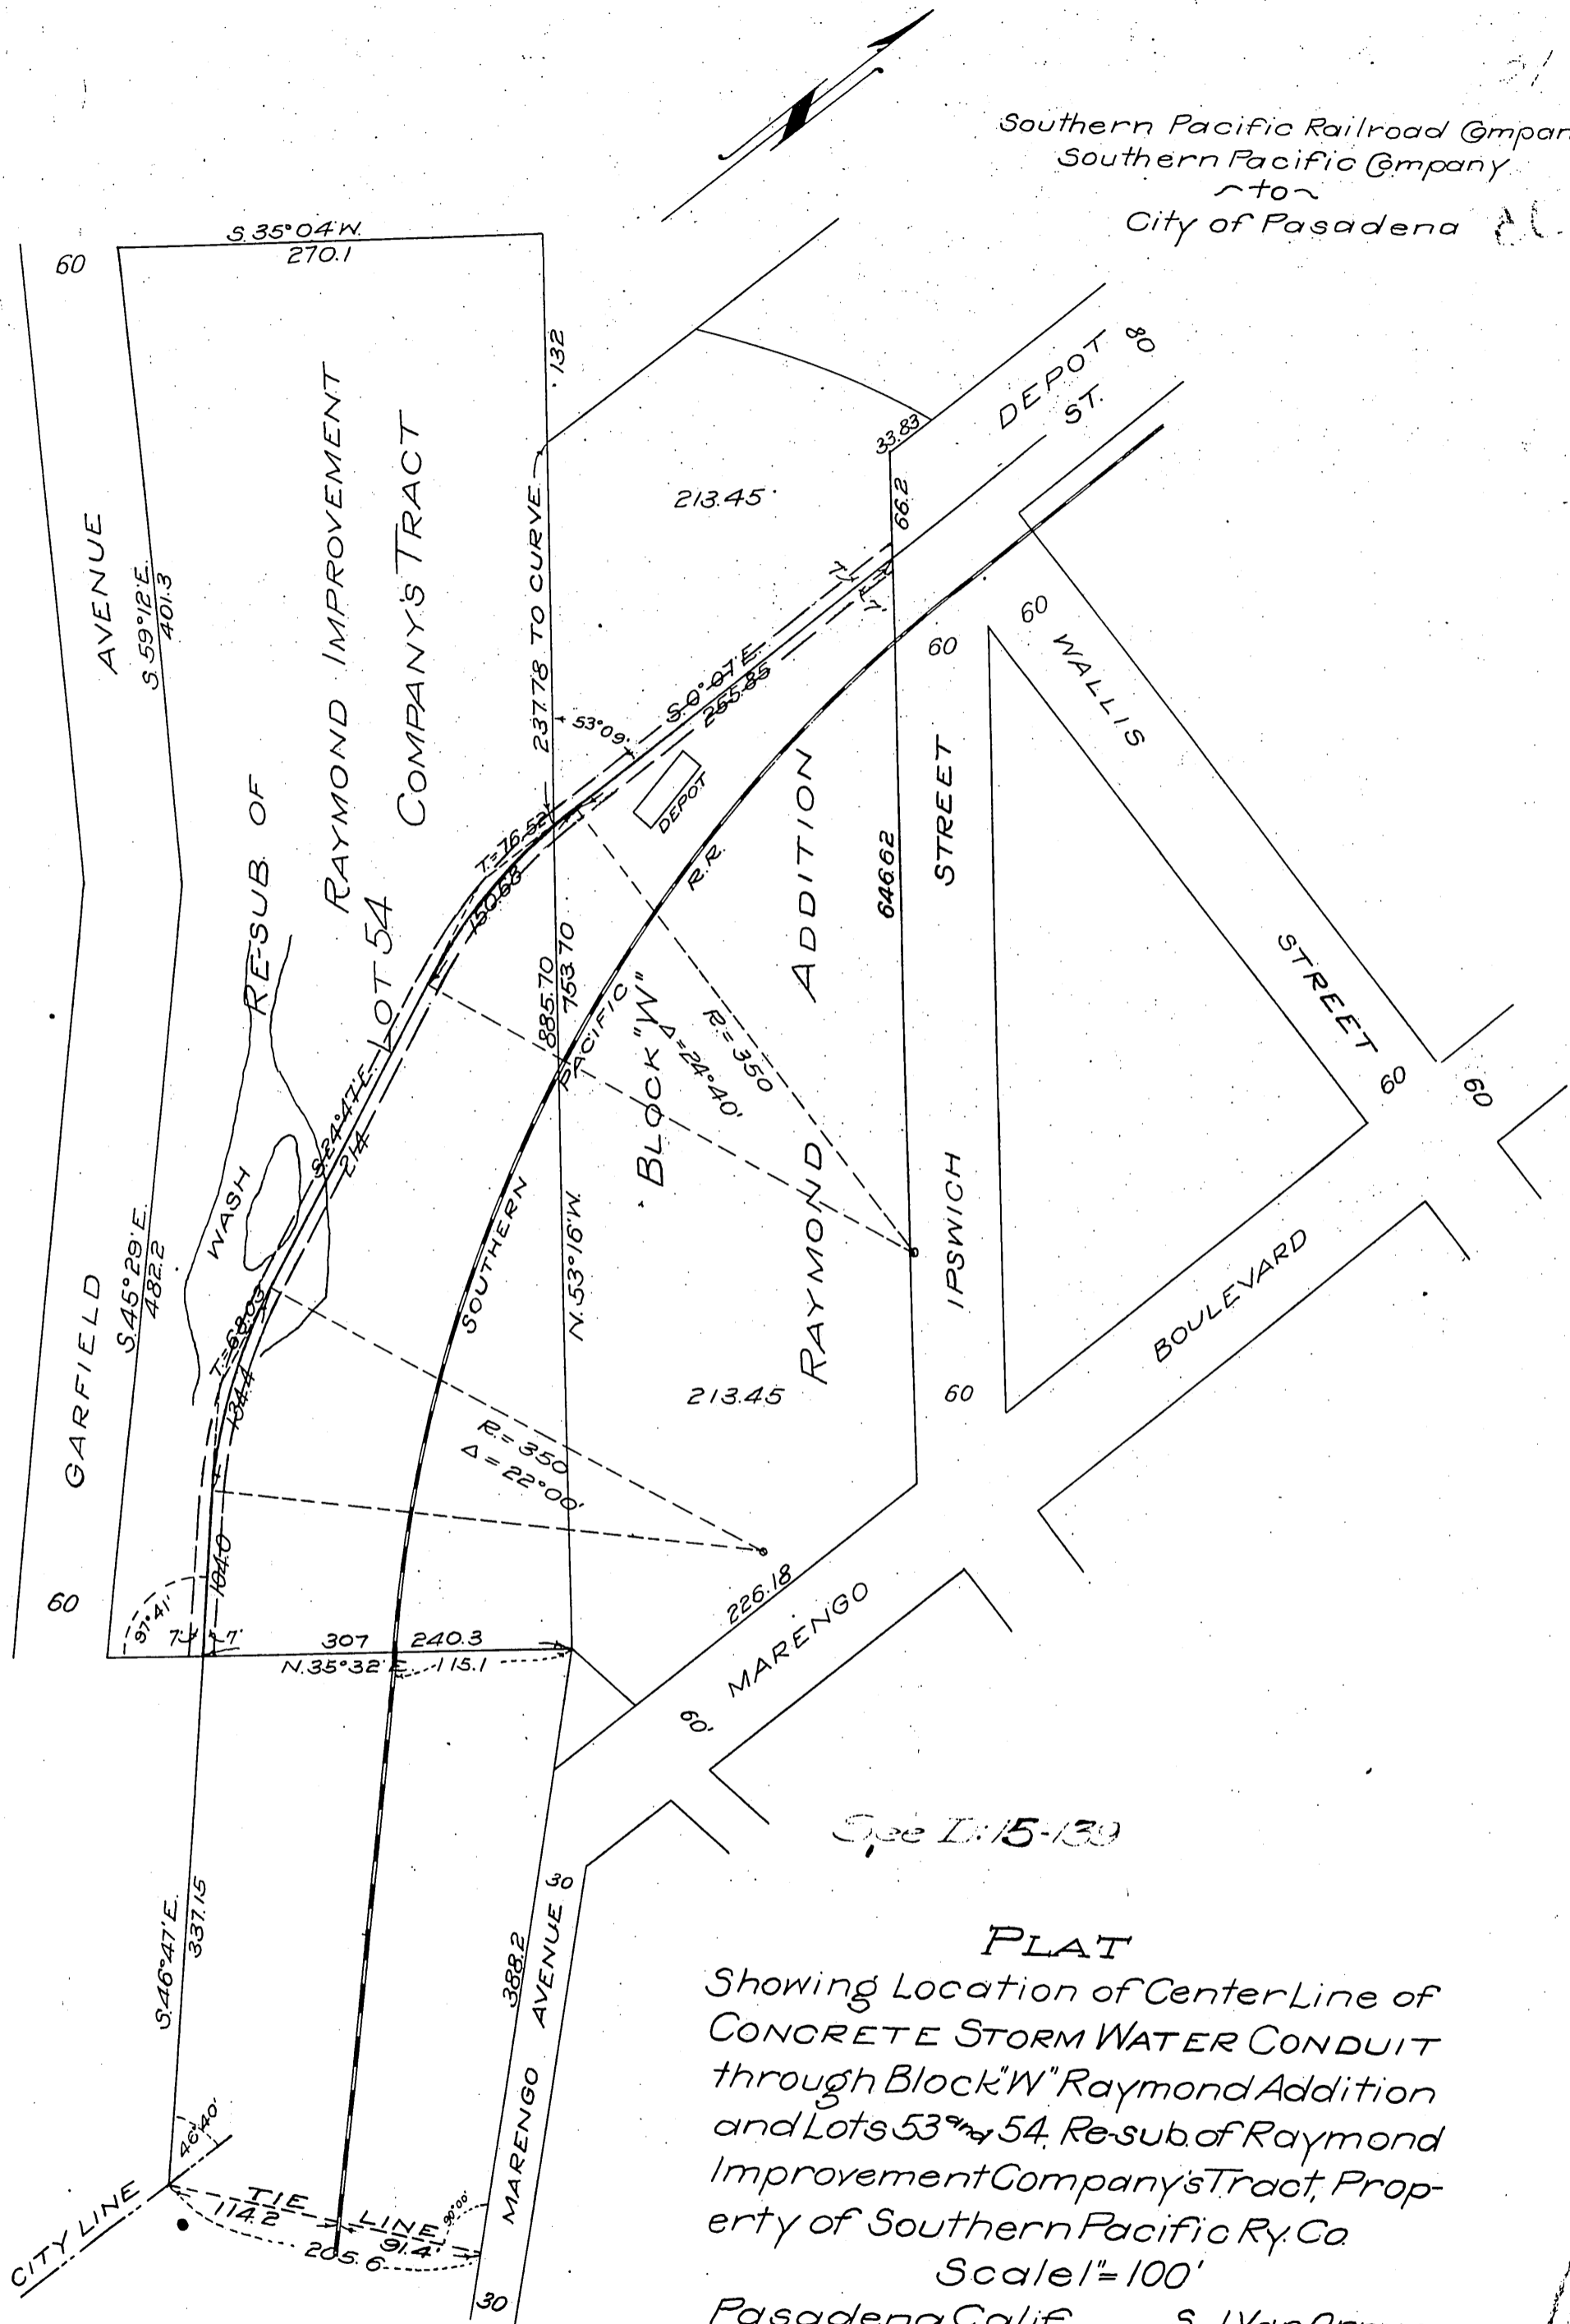 Southern Pacific Railroad Compan
Southern Pacific Company
~to~
City of Pasadena
S.35°04'W.
270.1
60
132
DEPOT 80
ST.
33.83
66.2
213.45
AVENUE
S.59°12'E.
401.3
RE-SUB. OF
RAYMOND IMPROVEMENT
COMPANY'S TRACT
LOT 54
237.78 TO CURVE
7'
7'
S.0°07'E.
265.85
53°09'
DEPOT
T=76.52
150.68
60
60
WALLIS
STREET
60
60
R.R.
ADDITION
646.62
STREET
885.70
753.70
PACIFIC
BLOCK "W"
R=350
Δ=24°40'
S.24°47'E.
214
WASH
SOUTHERN
N.53°16'W.
RAYMOND
IPSWICH
BOULEVARD
GARFIELD
S.45°29'E.
482.2
T=68.03
134.4
213.45
60
R.=350
Δ=22°00'
104.0
60
97°41'
7'
7'
307
240.3
N.35°32'E.
115.1
226.18
MARENGO
60'
See D:15-139
30
S.46°47'E.
337.15
388.2
MARENGO AVENUE
46°40'
CITY LINE
TIE LINE
114.2
91.4'
205.6
90°00'
30
PLAT
Showing Location of Center Line of
CONCRETE STORM WATER CONDUIT
through Block "W" Raymond Addition
and Lots 53 and 54, Re-sub. of Raymond
Improvement Company's Tract, Prop-
erty of Southern Pacific Ry. Co.
Scale 1"=100'
Pasadena Calif.